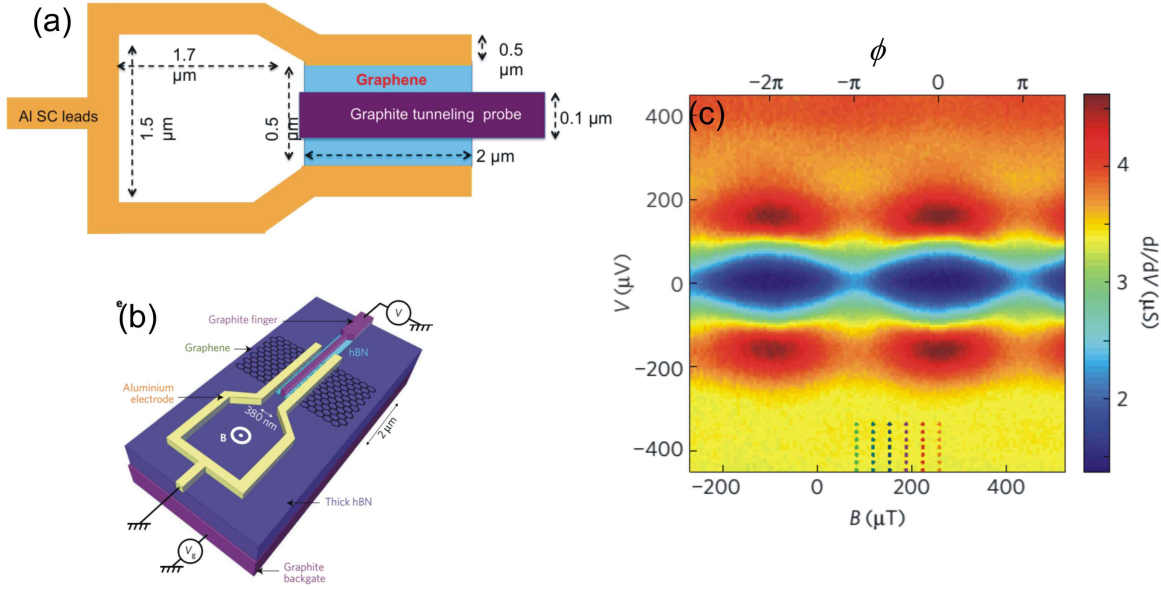 (a)
1.7
μm
0.5
μm
Graphene
Al SC leads
1.5
μm
0.5
μm
Graphite tunneling probe
0.1 μm
2 μm
e
(b)
Graphite finger
V
Graphene
hBN
Aluminium
electrode
380 nm
B
2 μm
Thick hBN
Vg
Graphite
backgate
ϕ
−2π
−π
0
π
(c)
400
200
0
−200
−400
V (μV)
−200
0
200
400
B (μT)
4
3
2
dI/dV (μS)